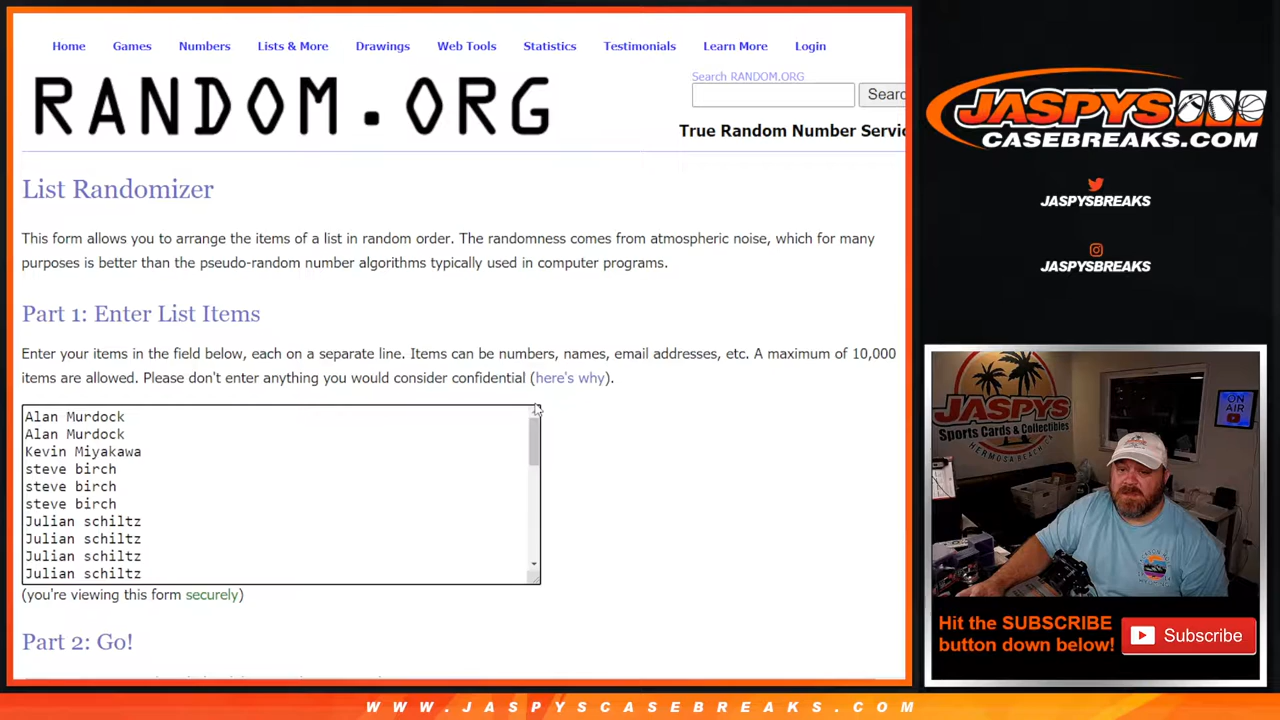 Home Games Numbers Lists & More Drawings Web Tools Statistics Testimonials Learn More Login
RANDOM.ORG
Search RANDOM.ORG
Searc
True Random Number Servic
List Randomizer
This form allows you to arrange the items of a list in random order. The randomness comes from atmospheric noise, which for many
purposes is better than the pseudo-random number algorithms typically used in computer programs.
Part 1: Enter List Items
Enter your items in the field below, each on a separate line. Items can be numbers, names, email addresses, etc. A maximum of 10,000
items are allowed. Please don't enter anything you would consider confidential (here's why).
Alan Murdock
Alan Murdock
Kevin Miyakawa
steve birch
steve birch
steve birch
Julian schiltz
Julian schiltz
Julian schiltz
Julian schiltz
(you're viewing this form securely)
Part 2: Go!
JASPYS
CASEBREAKS.COM
JASPYSBREAKS
JASPYSBREAKS
JASPYS
Sports Cards & Collectibles
HERMOSA BEACH, CA
ON
AIR
Hit the SUBSCRIBE
button down below!
Subscribe
WWW.JASPYSCASEBREAKS.COM